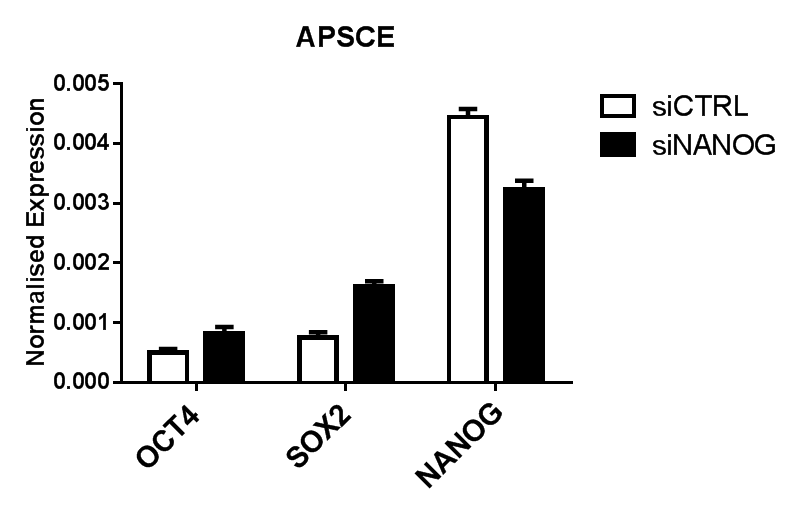 APSCE
Normalised Expression
0.005
0.004
0.003
0.002
0.001
0.000
OCT4
SOX2
NANOG
siCTRL
siNANOG